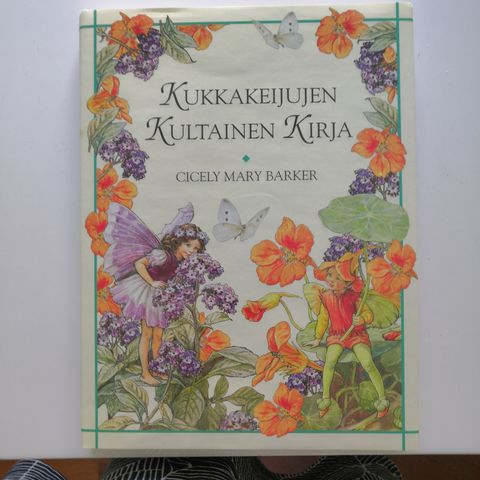 KUKKAKEIJUJEN
KULTAINEN KIRJA
CICELY MARY BARKER